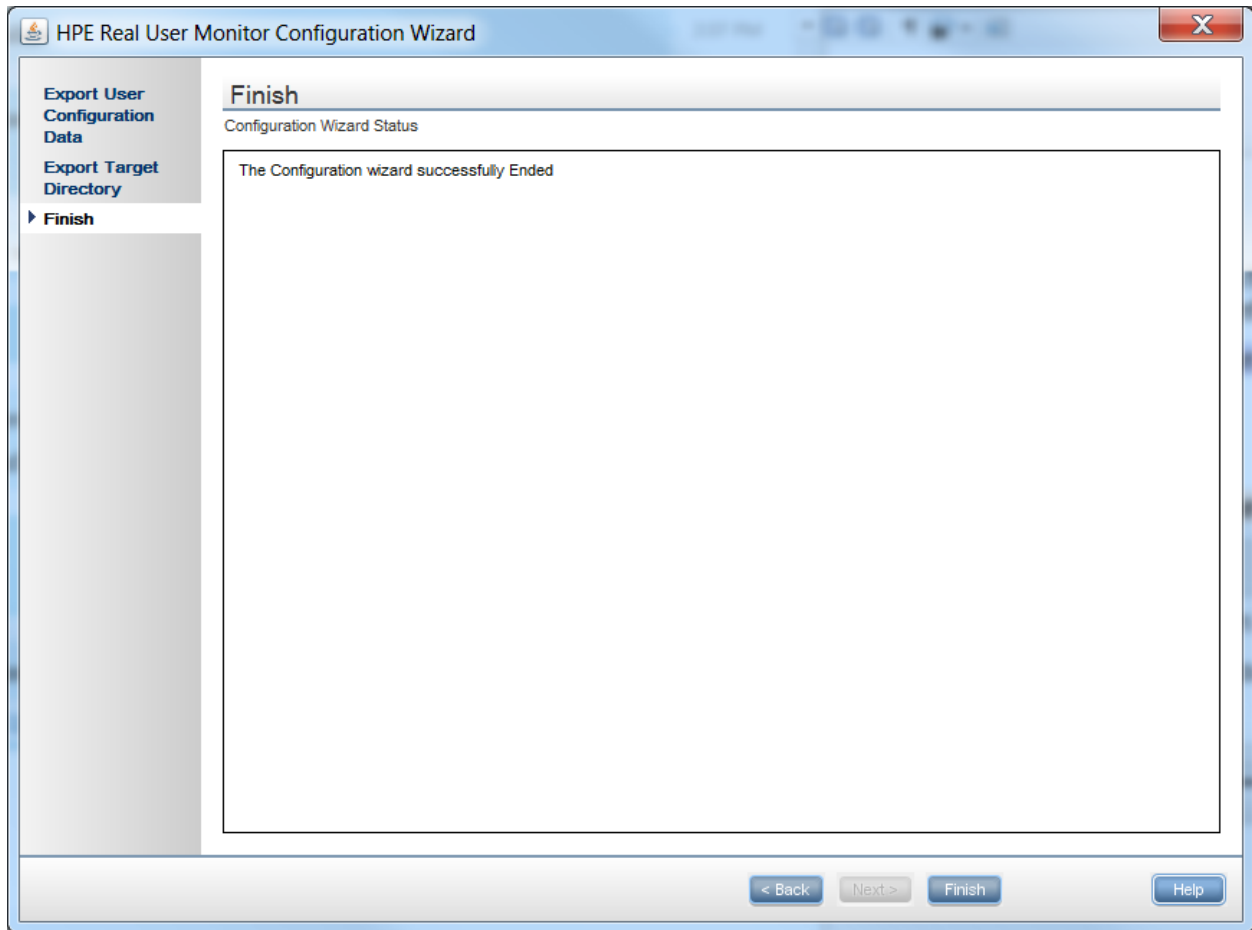 HPE Real User Monitor Configuration Wizard
X
Export User
Configuration
Data
Export Target
Directory
Finish
Finish
Configuration Wizard Status
The Configuration wizard successfully Ended
< Back
Next >
Finish
Help